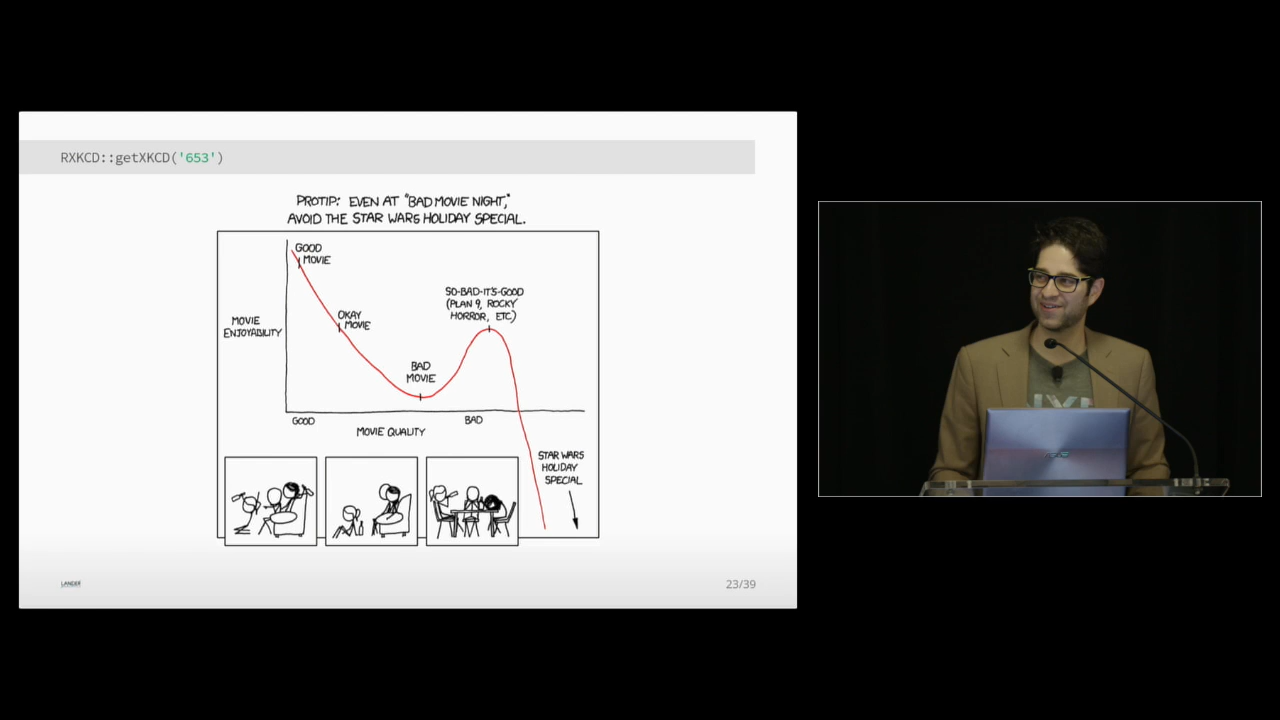 RXKCD::getXKCD('653')
PROTIP: EVEN AT "BAD MOVIE NIGHT,"
AVOID THE STAR WARS HOLIDAY SPECIAL.
GOOD
MOVIE
OKAY
MOVIE
BAD
MOVIE
SO-BAD-IT'S-GOOD
(PLAN 9, ROCKY
HORROR, ETC)
MOVIE
ENJOYABILITY
GOOD
BAD
MOVIE QUALITY
STAR WARS
HOLIDAY
SPECIAL
LANDER
23/39